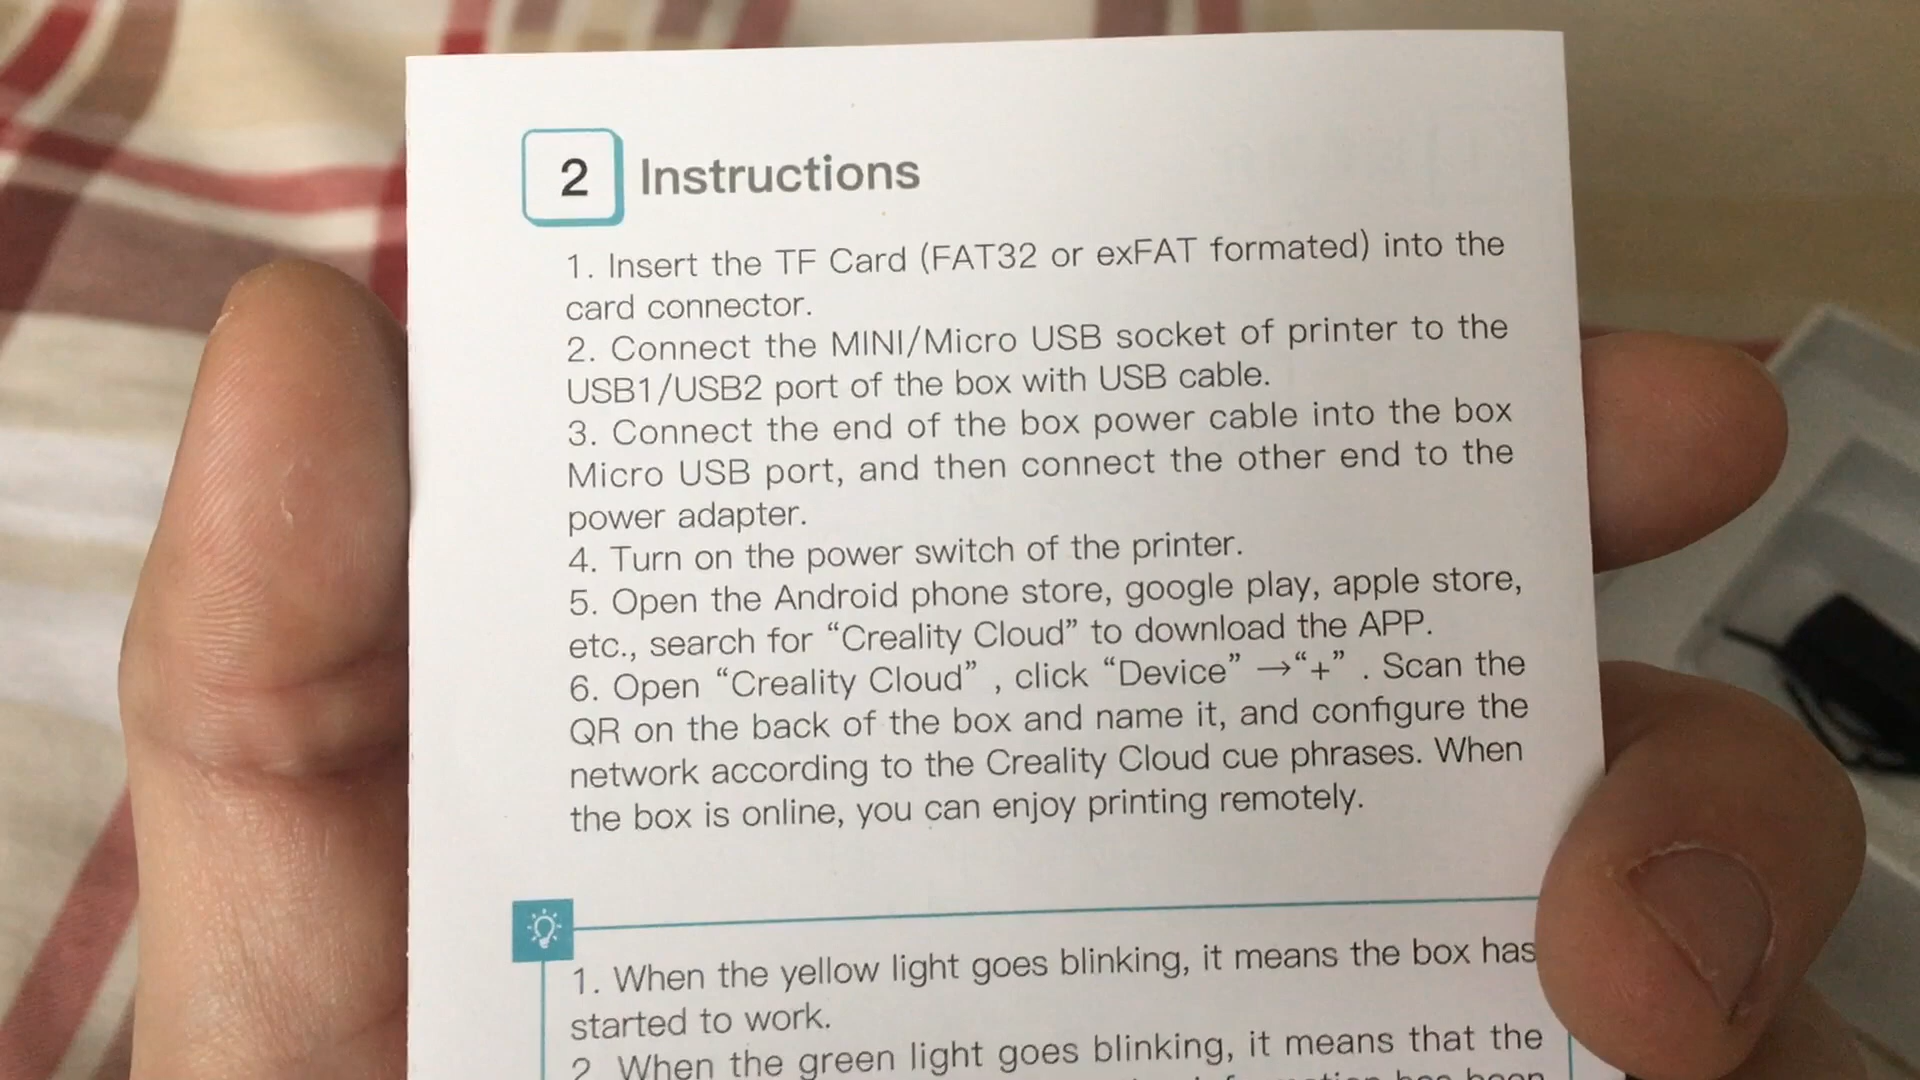 2 Instructions
1. Insert the TF Card (FAT32 or exFAT formated) into the
card connector.
2. Connect the MINI/Micro USB socket of printer to the
USB1/USB2 port of the box with USB cable.
3. Connect the end of the box power cable into the box
Micro USB port, and then connect the other end to the
power adapter.
4. Turn on the power switch of the printer.
5. Open the Android phone store, google play, apple store,
etc., search for “Creality Cloud” to download the APP.
6. Open “Creality Cloud” , click “Device” →“+” . Scan the
QR on the back of the box and name it, and configure the
network according to the Creality Cloud cue phrases. When
the box is online, you can enjoy printing remotely.
1. When the yellow light goes blinking, it means the box has
started to work.
2. When the green light goes blinking, it means that the
has been